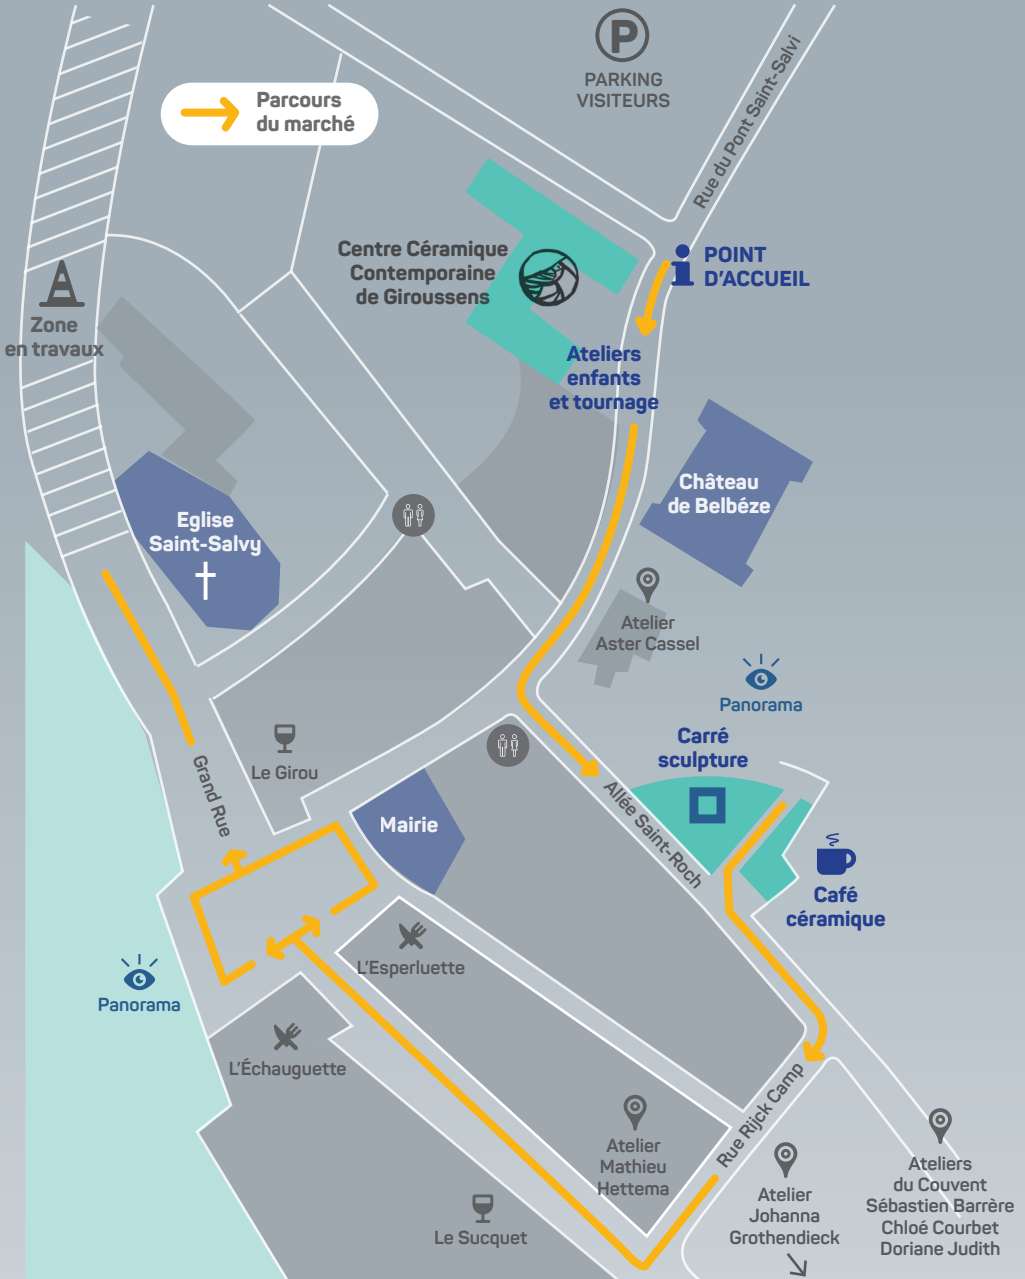 P
PARKING
VISITEURS
Rue du Pont Saint-Salvi
Parcours
du marché
Centre Céramique
Contemporaine
de Giroussens
POINT
D'ACCUEIL
Zone
en travaux
Ateliers
enfants
et tournage
Château
de Belbéze
Eglise
Saint-Salvy
Atelier
Aster Cassel
Panorama
Carré
sculpture
Le Girou
Grand Rue
Allée Saint-Roch
Mairie
Café
céramique
L'Esperluette
Panorama
L'Échauguette
Rue Rijck Camp
Atelier
Mathieu
Hettema
Le Sucquet
Atelier
Johanna
Grothendieck
Ateliers
du Couvent
Sébastien Barrère
Chloé Courbet
Doriane Judith